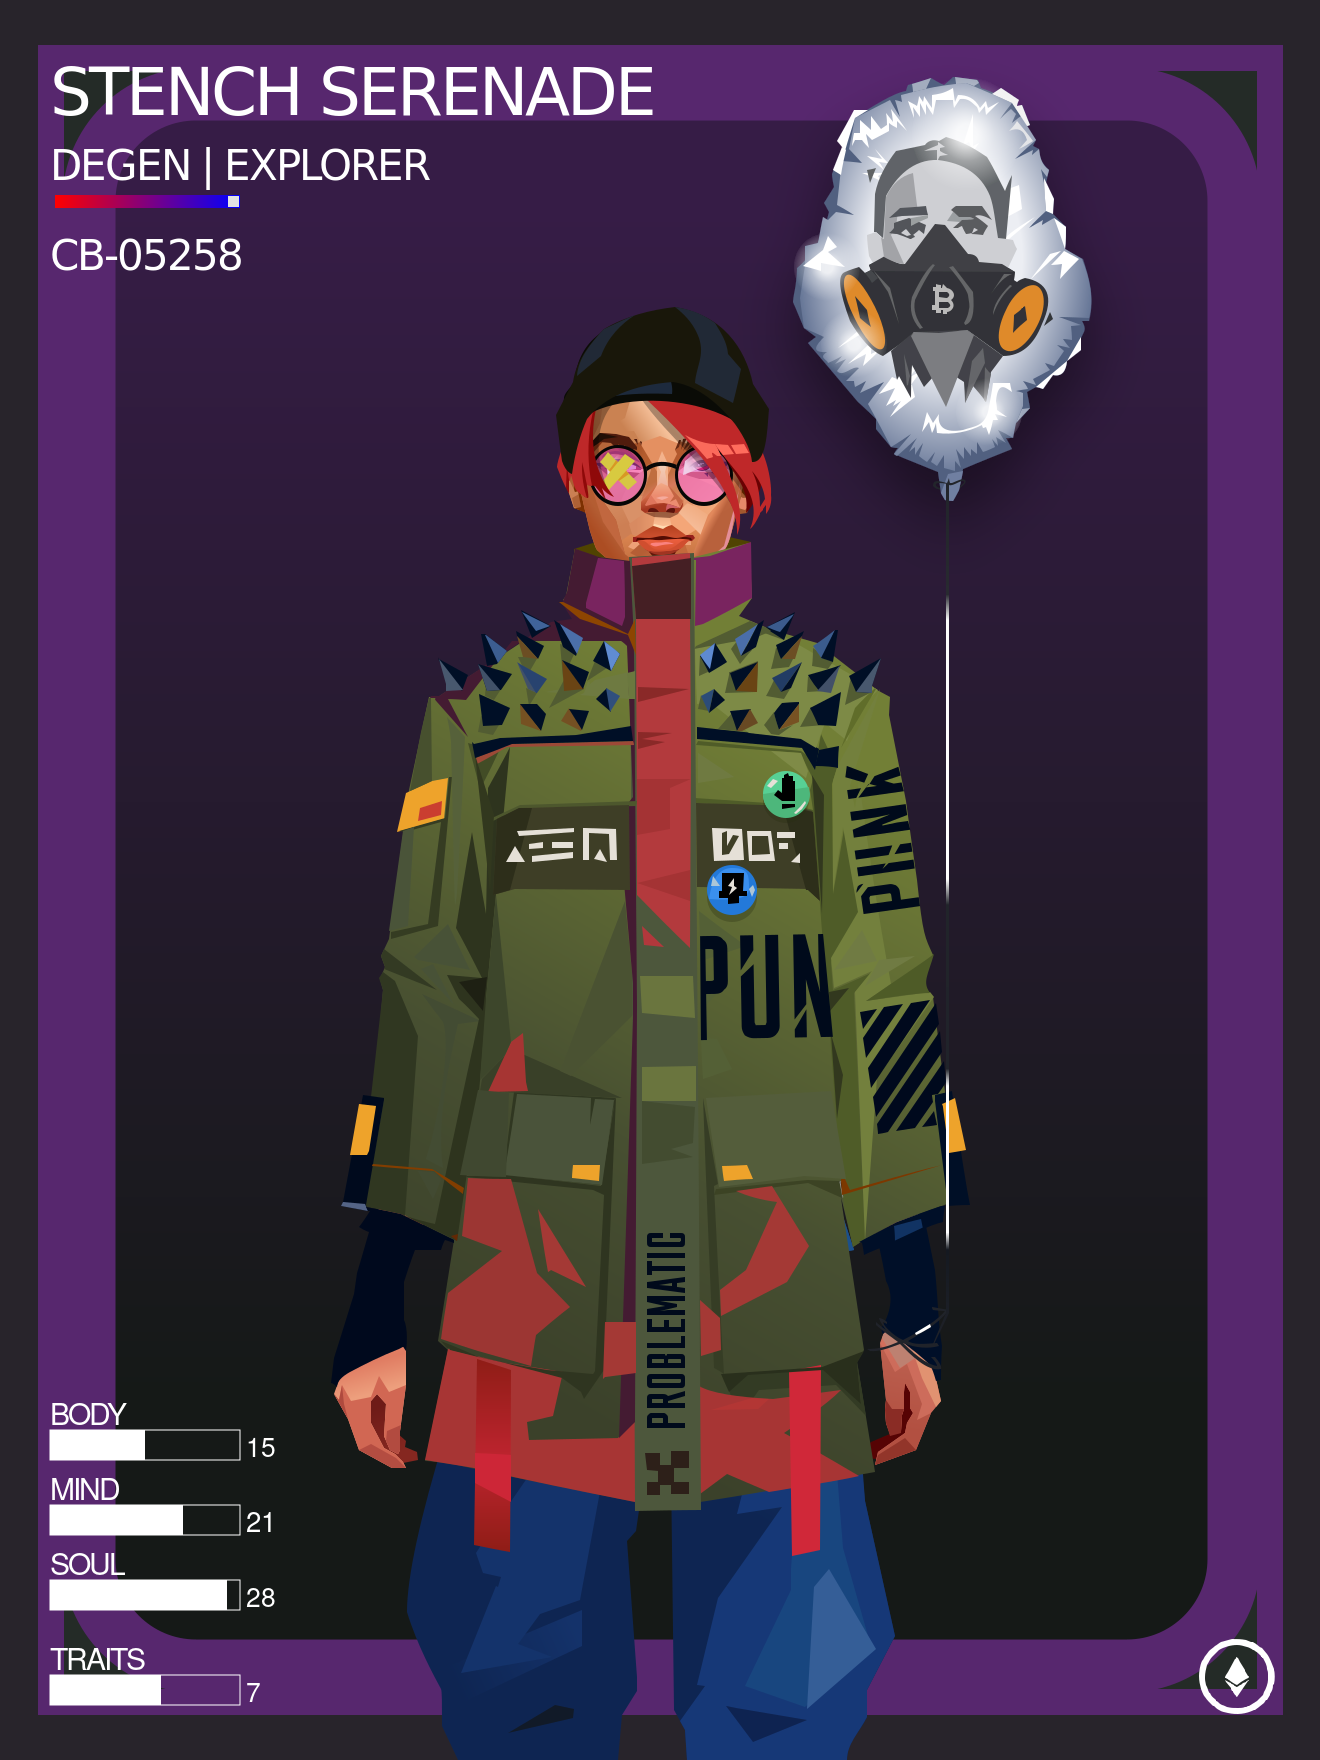 STENCH SERENADE
DEGEN | EXPLORER
CB-05258
PUNK
PUN
PROBLEMATIC
BODY
15
MIND
21
SOUL
28
TRAITS
7